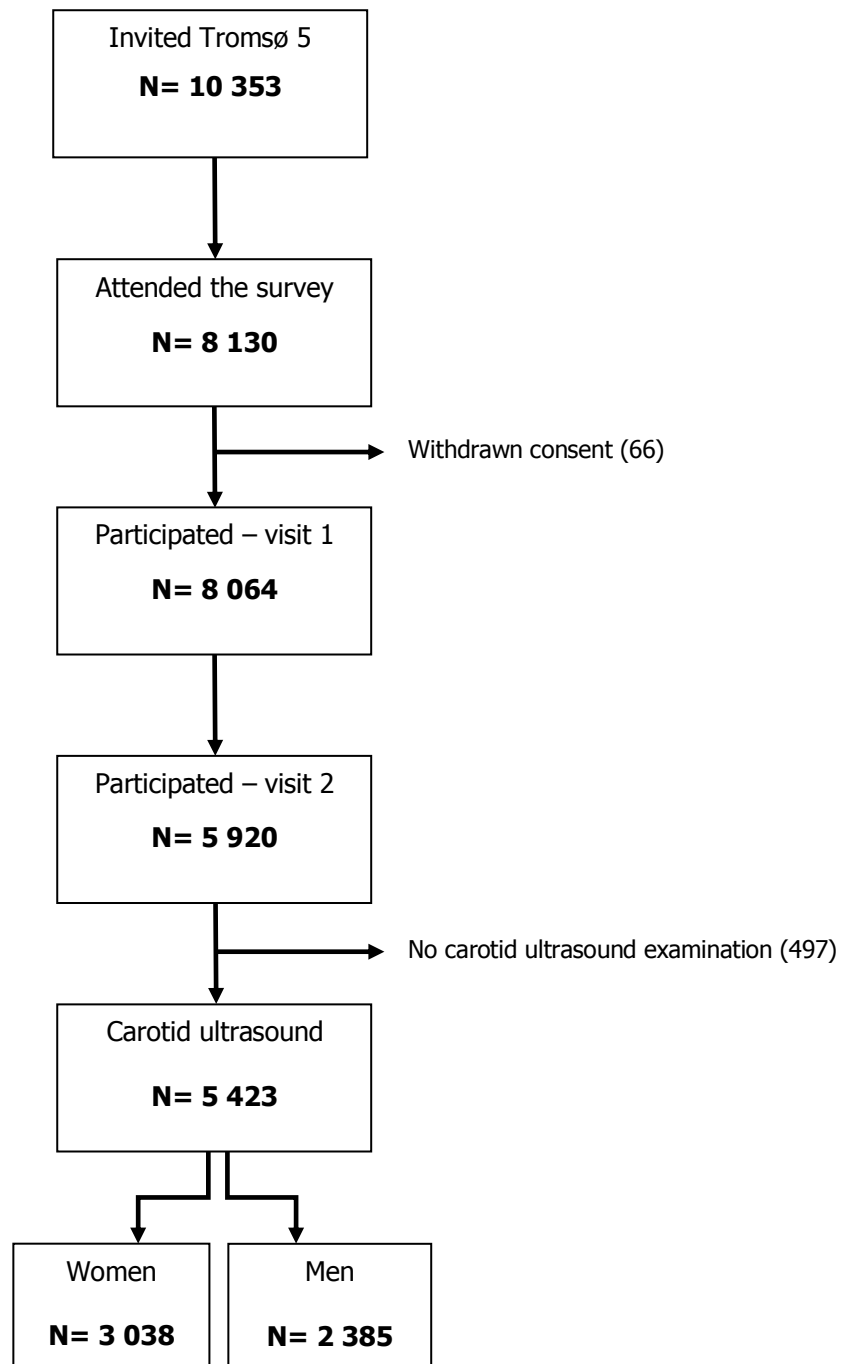 Invited Tromsø 5
N= 10 353
Attended the survey
N= 8 130
Withdrawn consent (66)
Participated – visit 1
N= 8 064
Participated – visit 2
N= 5 920
No carotid ultrasound examination (497)
Carotid ultrasound
N= 5 423
Women
N= 3 038
Men
N= 2 385